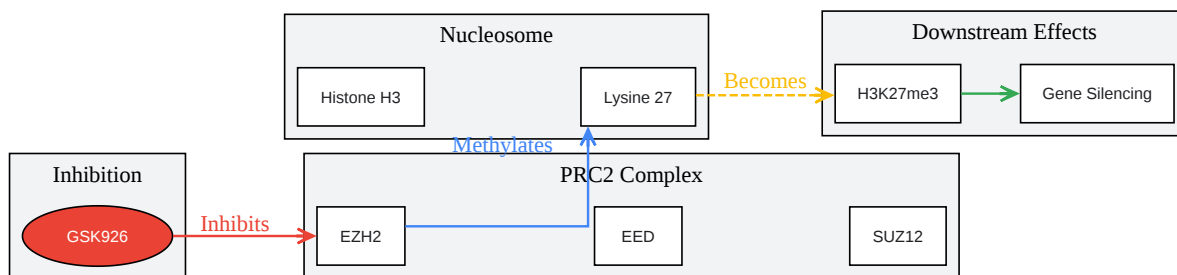 Nucleosome
Downstream Effects
Histone H3
Lysine 27
Becomes
H3K27me3
Gene Silencing
Methylates
Inhibition
PRC2 Complex
GSK926
Inhibits
EZH2
EED
SUZ12